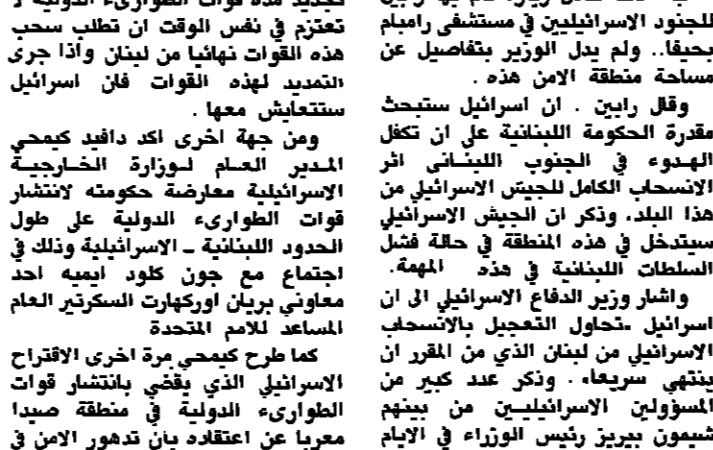 للجنود الاسرائيليين في مستشفى رامبام
بحيفا.. ولم يدل الوزير بتفاصيل عن
مساحة منطقة الامن هذه .
وقال رابين . ان اسرائيل ستبحث
مقدرة الحكومة اللبنانية على ان تكفل
الهدوء في الجنوب اللبناني اثر
الانسحاب الكامل للجيش الاسرائيلي من
هذا البلد، وذكر ان الجيش الاسرائيلي
سيتدخل في هذه المنطقة في حالة فشل
السلطات اللبنانية في هذه المهمة.
واشار وزير الدفاع الاسرائيلي الى ان
اسرائيل «تحاول التعجيل بالانسحاب
الاسرائيلي من لبنان الذي من المقرر ان
ينتهي سريعا» . وذكر عدد كبير من
المسؤولين الاسرائيليين من بينهم
شيمون بيريز رئيس الوزراء في الايام
تجديد مدة قوات الطوارىء الدولية لا
تعتزم في نفس الوقت ان تطلب سحب
هذه القوات نهائيا من لبنان واذا جرى
التمديد لهذه القوات فان اسرائيل
ستتعايش معها .
ومن جهة اخرى اكد دافيد كيمحي
المدير العام لوزارة الخارجية
الاسرائيلية معارضة حكومته لانتشار
قوات الطوارىء الدولية على طول
الحدود اللبنانية ـ الاسرائيلية وذلك في
اجتماع مع جون كلود ايميه احد
معاوني بريان اوركهارت السكرتير العام
المساعد للامم المتحدة
كما طرح كيمحي مرة اخرى الاقتراح
الاسرائيلي الذي يقضي بانتشار قوات
الطوارىء الدولية في منطقة صيدا
معربا عن اعتقاده بان تدهور الامن في